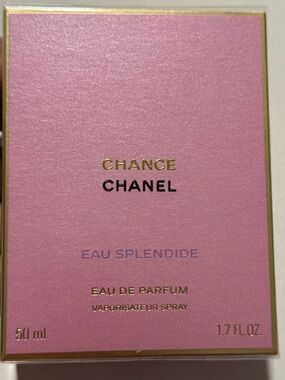 CHANCE
CHANEL
EAU SPLENDIDE
EAU DE PARFUM
VAPORISATEUR SPRAY
50 ml 1.7 FL.OZ.